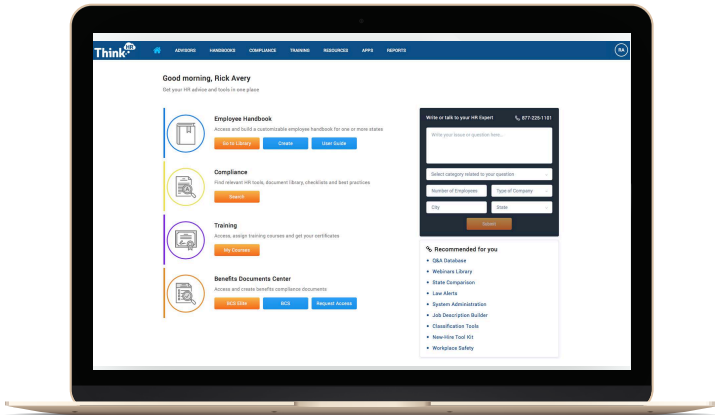 Think HR
ADVISORS HANDBOOKS COMPLIANCE TRAINING RESOURCES APPS REPORTS
RA
Good morning, Rick Avery
Get your HR advice and tools in one place
Employee Handbook
Access and build a customizable employee handbook for one or more states
Go to Library Create User Guide
Compliance
Find relevant HR tools, document library, checklists and best practices
Search
Training
Access, assign training courses and get your certificates
My Courses
Benefits Documents Center
Access and create benefits compliance documents
BCS Elite BCS Request Access
Write or talk to your HR Expert 877-225-1101
Write your issue or question here...
Select category related to your question
Number of Employees Type of Company
City State
Submit
Recommended for you
Q&A Database
Webinars Library
State Comparison
Law Alerts
System Administration
Job Description Builder
Classification Tools
New-Hire Tool Kit
Workplace Safety